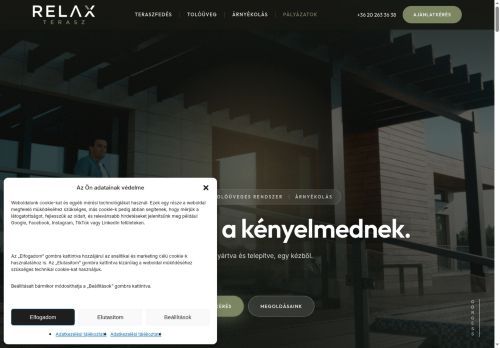 RELAX
TERASZ
TERASZFEDÉS
TOLÓÜVEG
ÁRNYÉKOLÁS
PÁLYÁZATOK
+36 20 263 36 38
AJÁNLATKÉRÉS
TOLÓÜVEGES RENDSZER
ÁRNYÉKOLÁS
a kényelmednek.
yártva és telepítve, egy kézből.
MEGOLDÁSAINK
GÖRGESS
Az Ön adatainak védelme
Weboldalunk cookie-kat és egyéb mérési technológiákat használ. Ezek egy része a weboldal
megfelelő működéséhez szükséges, más cookie-k pedig abban segítenek, hogy mérjük a
látogatottságot, fejlesszük az oldalt, és relevánsabb hirdetéseket jelenítsünk meg például
Google, Facebook, Instagram, TikTok vagy LinkedIn felületeken.
Az „Elfogadom” gombra kattintva hozzájárul az analitikai és marketing célú cookie-k
használatához is. Az „Elutasítom” gombra kattintva kizárólag a weboldal működéséhez
szükséges technikai cookie-kat használjuk.
Beállításait bármikor módosíthatja a „Beállítások” gombra kattintva.
Elfogadom
Elutasítom
Beállítások
Adatkezelési tájékoztató
Adatkezelési tájékoztató